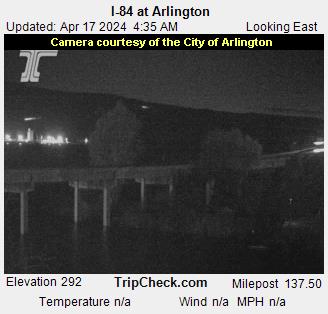 I-84 at Arlington
Updated: Apr 17 2024 4:35 AM Looking East
Camera courtesy of the City of Arlington
Elevation 292 TripCheck.com Milepost 137.50
Temperature n/a Wind n/a MPH n/a